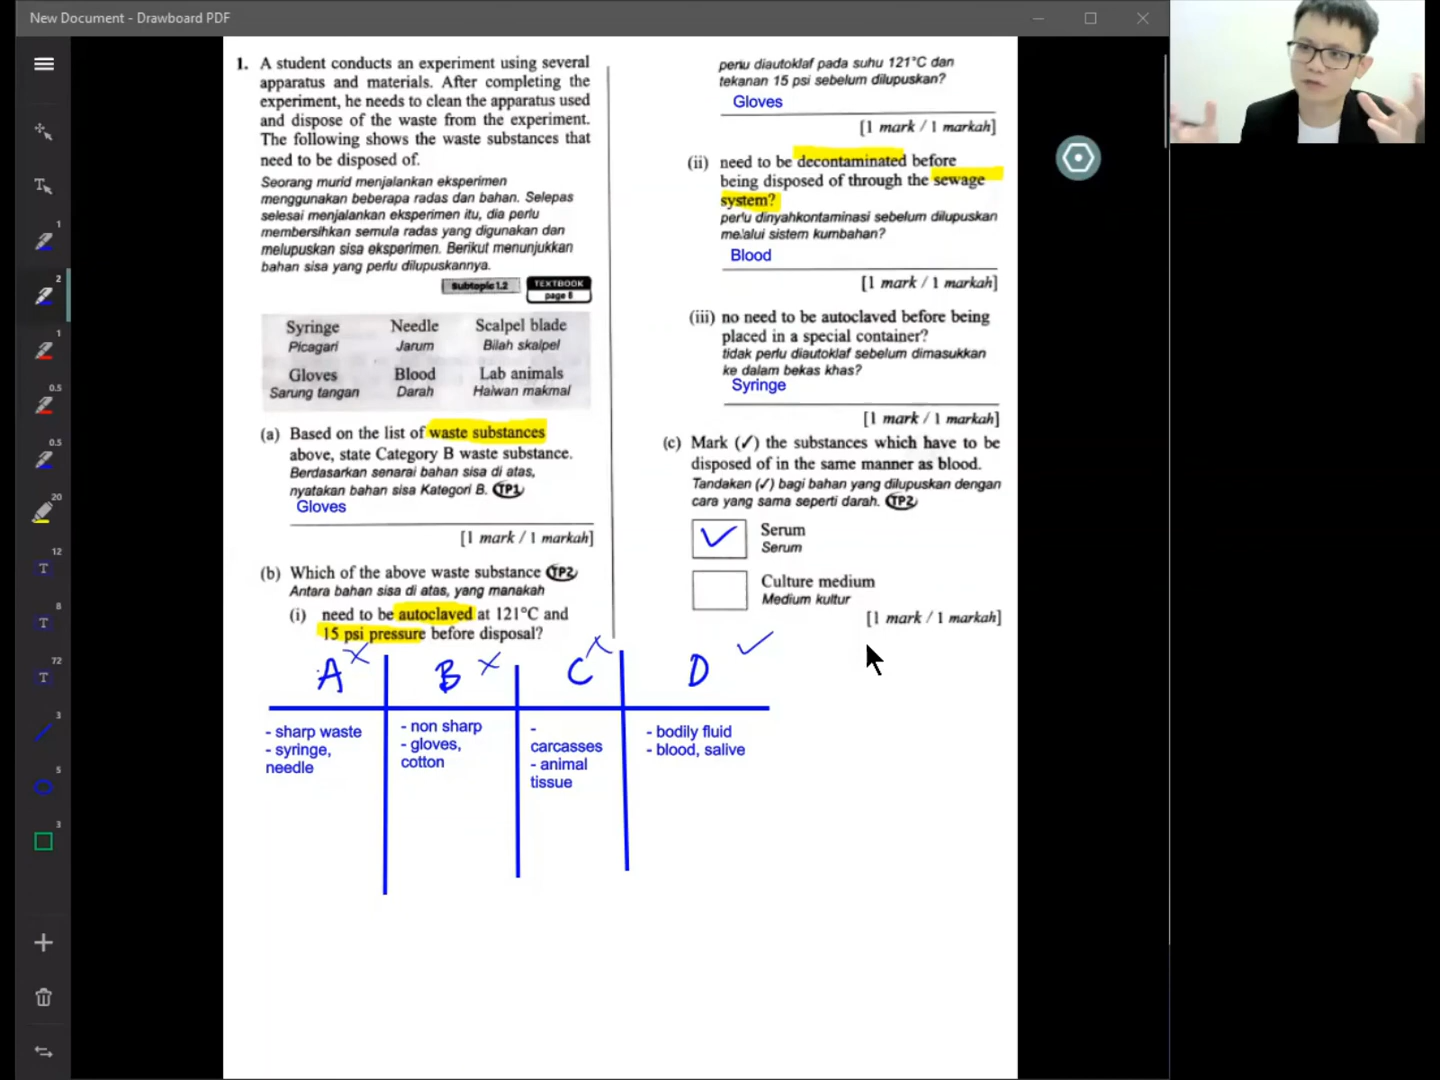 New Document - Drawboard PDF
1. A student conducts an experiment using several
apparatus and materials. After completing the
experiment, he needs to clean the apparatus used
and dispose of the waste from the experiment.
The following shows the waste substances that
need to be disposed of.
Seorang murid menjalankan eksperimen
menggunakan beberapa radas dan bahan. Selepas
selesai menjalankan eksperimen itu, dia perlu
membersihkan semula radas yang digunakan dan
melupuskan sisa eksperimen. Berikut menunjukkan
bahan sisa yang perlu dilupuskannya.
Subtopic 1.2 TEXTBOOK
page 8
Syringe Needle Scalpel blade
Picagari Jarum Bilah skalpel
Gloves Blood Lab animals
Sarung tangan Darah Haiwan makmal
(a) Based on the list of waste substances
above, state Category B waste substance.
Berdasarkan senarai bahan sisa di atas,
nyatakan bahan sisa Kategori B. TP1
Gloves
[1 mark / 1 markah]
(b) Which of the above waste substance TP2
Antara bahan sisa di atas, yang manakah
(i) need to be autoclaved at 121°C and
15 psi pressure before disposal?
perlu diautoklaf pada suhu 121°C dan
tekanan 15 psi sebelum dilupuskan?
Gloves
[1 mark / 1 markah]
(ii) need to be decontaminated before
being disposed of through the sewage
system?
perlu dinyahkontaminasi sebelum dilupuskan
melalui sistem kumbahan?
Blood
[1 mark / 1 markah]
(iii) no need to be autoclaved before being
placed in a special container?
tidak perlu diautoklaf sebelum dimasukkan
ke dalam bekas khas?
Syringe
[1 mark / 1 markah]
(c) Mark (✓) the substances which have to be
disposed of in the same manner as blood.
Tandakan (✓) bagi bahan yang dilupuskan dengan
cara yang sama seperti darah. TP2
✓ Serum
Serum
Culture medium
Medium kultur
[1 mark / 1 markah]
A × B × C × D ✓
- sharp waste
- syringe,
needle
- non sharp
- gloves,
cotton
-
carcasses
- animal
tissue
- bodily fluid
- blood, salive
1
2
1
0.5
0.5
20
12
T
8
T
72
T
3
5
3